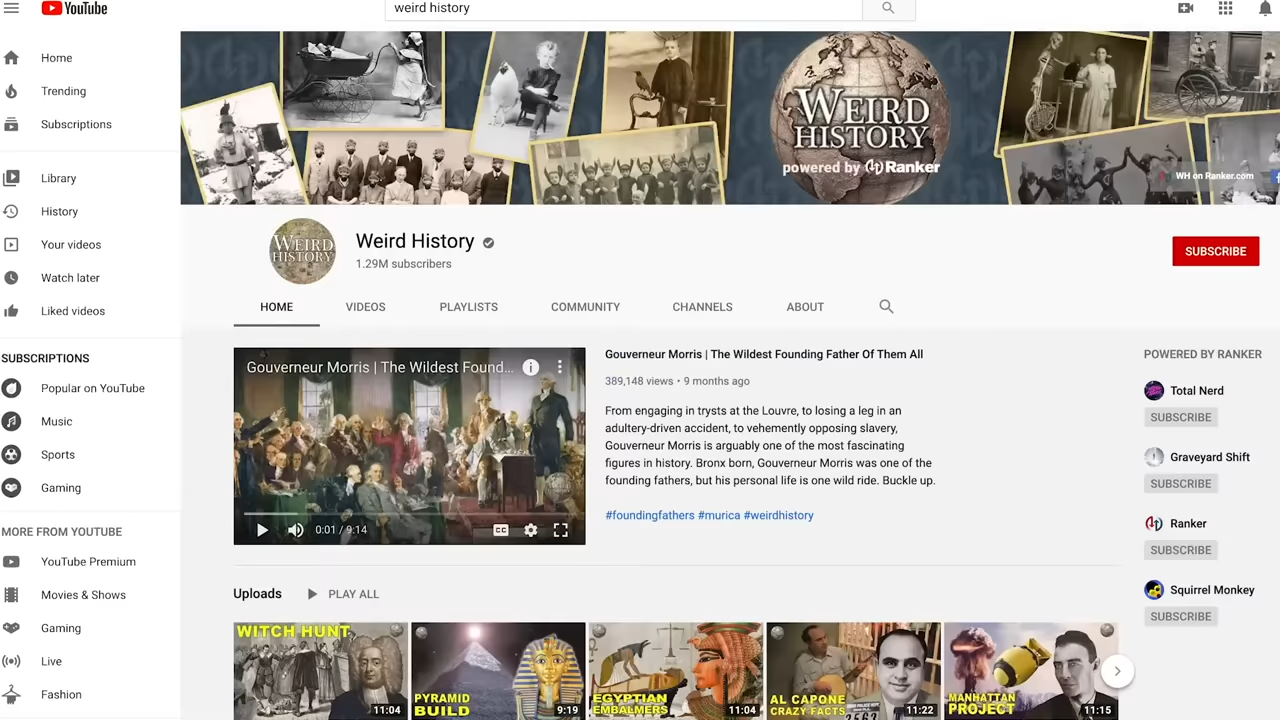 YouTube
weird history
Home
Trending
Subscriptions
Library
History
Your videos
Watch later
Liked videos
SUBSCRIPTIONS
Popular on YouTube
Music
Sports
Gaming
MORE FROM YOUTUBE
YouTube Premium
Movies & Shows
Gaming
Live
Fashion
WEIRD
HISTORY
powered by Ranker
WH on Ranker.com
WEIRD
HISTORY
Weird History
1.29M subscribers
SUBSCRIBE
HOME
VIDEOS
PLAYLISTS
COMMUNITY
CHANNELS
ABOUT
Gouverneur Morris | The Wildest Found...
0:01 / 9:14
CC
Gouverneur Morris | The Wildest Founding Father Of Them All
389,148 views • 9 months ago
From engaging in trysts at the Louvre, to losing a leg in an
adultery-driven accident, to vehemently opposing slavery,
Gouverneur Morris is arguably one of the most fascinating
figures in history. Bronx born, Gouverneur Morris was one of the
founding fathers, but his personal life is one wild ride. Buckle up.
#foundingfathers #murica #weirdhistory
POWERED BY RANKER
Total Nerd
SUBSCRIBE
Graveyard Shift
SUBSCRIBE
Ranker
SUBSCRIBE
Squirrel Monkey
SUBSCRIBE
Uploads
PLAY ALL
WITCH HUNT
11:04
PYRAMID
BUILD
9:19
EGYPTIAN
EMBALMERS
11:04
AL CAPONE
CRAZY FACTS
11:22
MANHATTAN
PROJECT
11:15